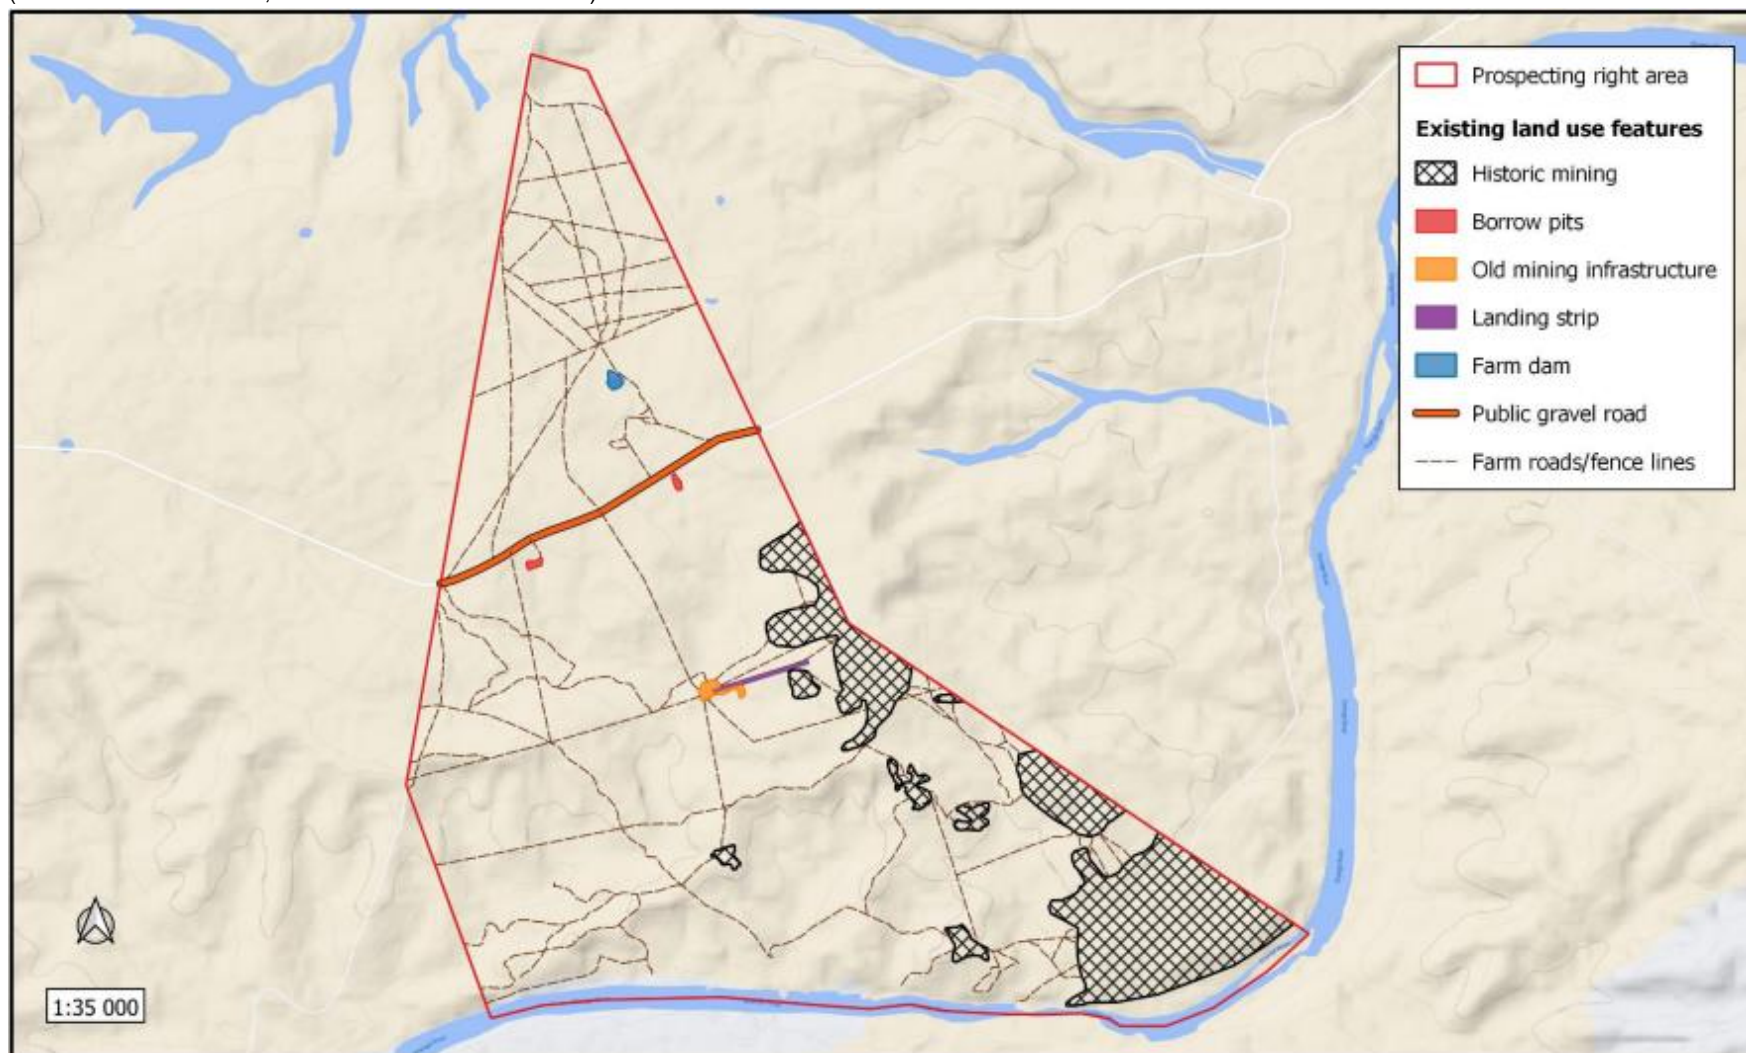 Prospecting right area
Existing land use features
Historic mining
Borrow pits
Old mining infrastructure
Landing strip
Farm dam
Public gravel road
Farm roads/fence lines
1:35 000